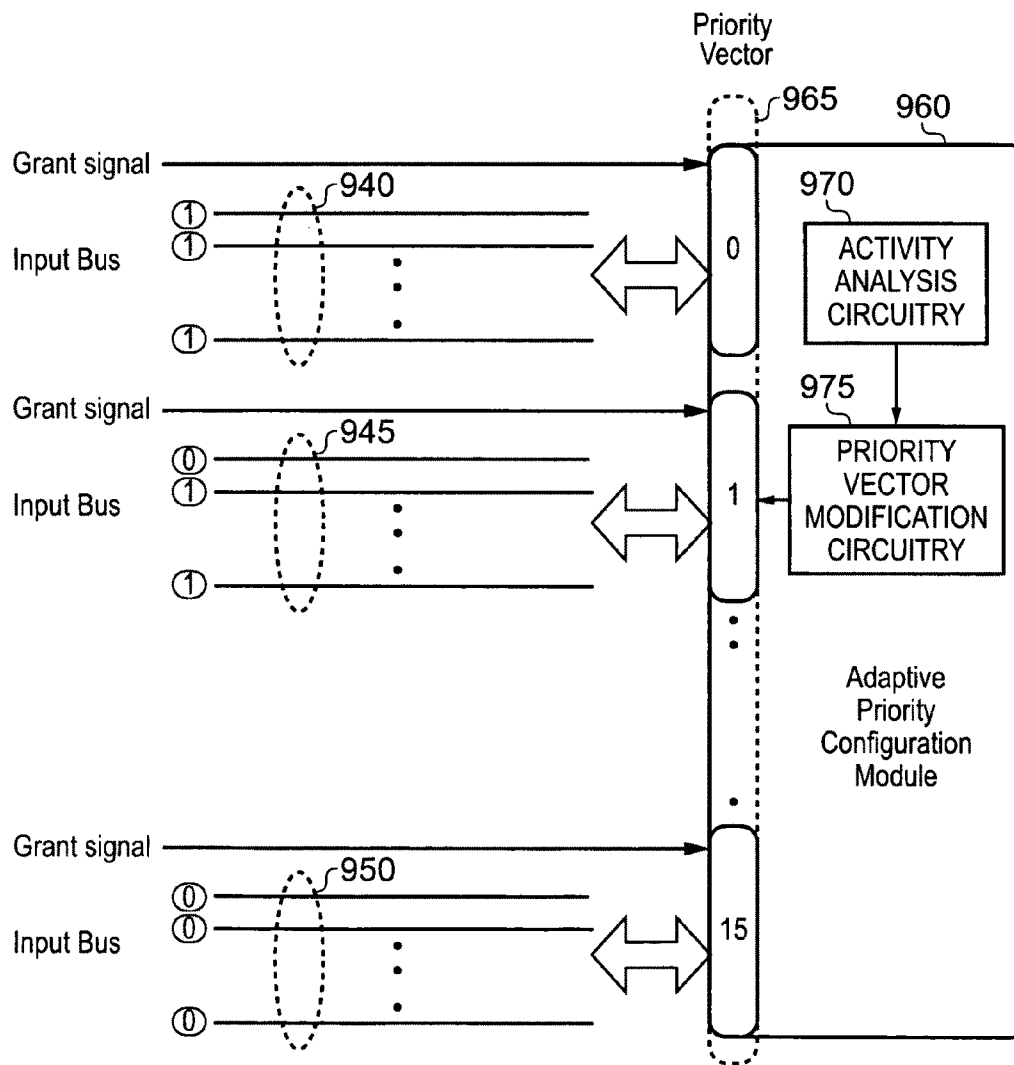 Priority
Vector
965
960
Grant signal
940
970
①
①
Input Bus
0
ACTIVITY
ANALYSIS
CIRCUITRY
①
975
Grant signal
945
⓪
①
Input Bus
1
PRIORITY
VECTOR
MODIFICATION
CIRCUITRY
①
Adaptive
Priority
Configuration
Module
Grant signal
950
⓪
⓪
Input Bus
15
⓪